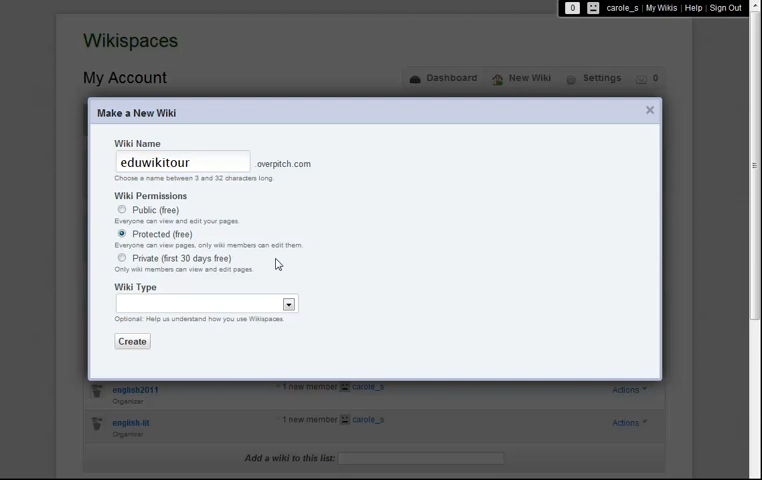 0 carole_s | My Wikis | Help | Sign Out
Wikispaces
My Account
Dashboard New Wiki Settings 0
Make a New Wiki
Wiki Name
eduwikitour .overpitch.com
Choose a name between 3 and 32 characters long.
Wiki Permissions
Public (free)
Everyone can view and edit your pages.
Protected (free)
Everyone can view pages, only wiki members can edit them.
Private (first 30 days free)
Only wiki members can view and edit pages.
Wiki Type
Optional: Help us understand how you use Wikispaces.
Create
english2011 1 new member carole_s Actions
Organizer
english-lit 1 new member carole_s Actions
Organizer
Add a wiki to this list: